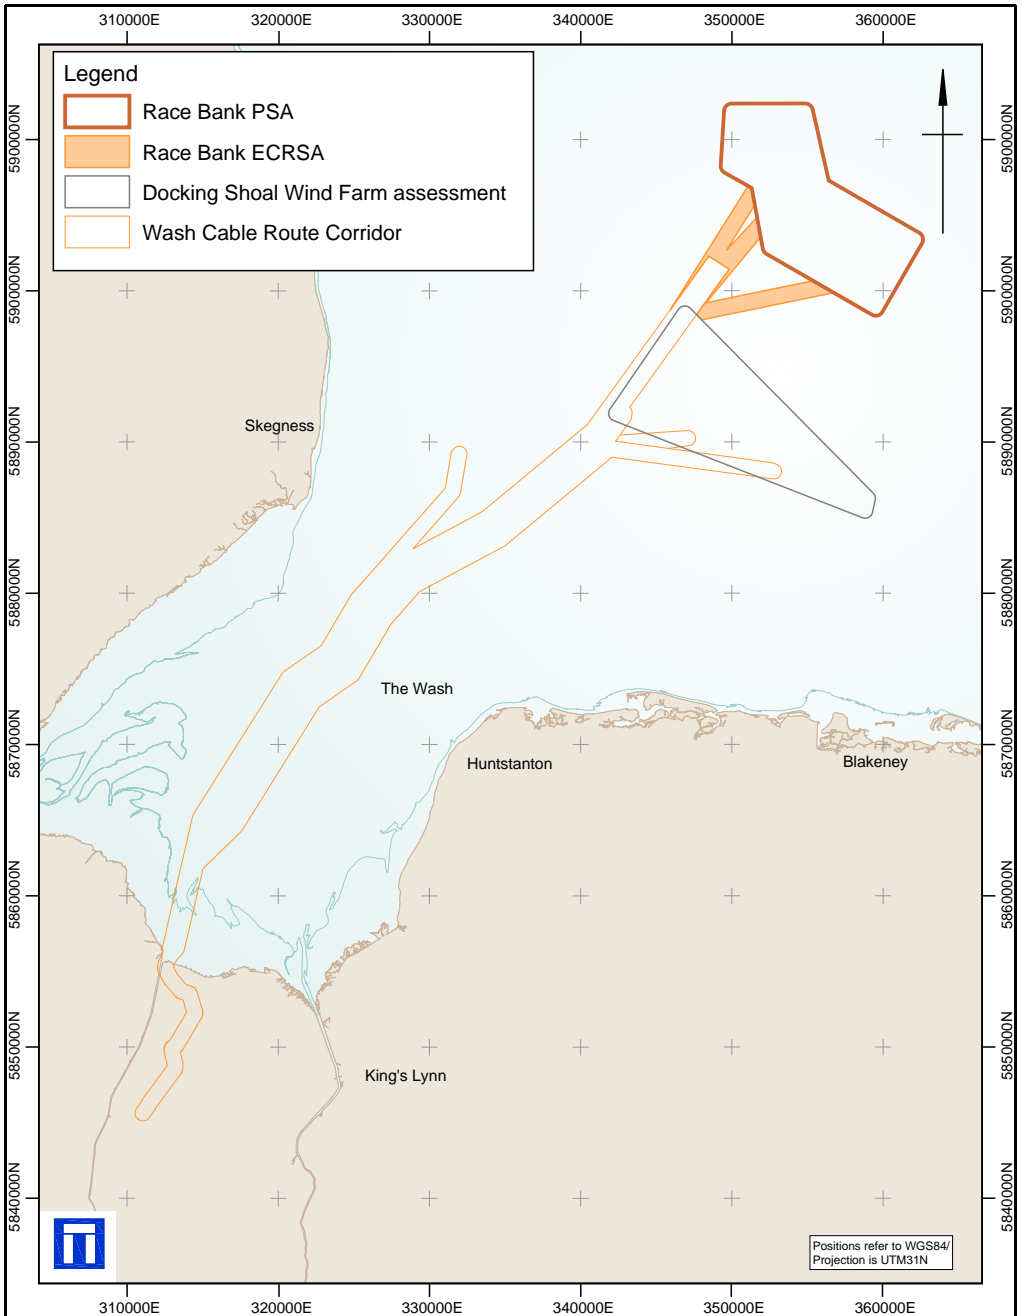 310000E 320000E 330000E 340000E 350000E 360000E
Legend
Race Bank PSA
Race Bank ECRSA
Docking Shoal Wind Farm assessment
Wash Cable Route Corridor
5900000N
5900000N
5900000N
5900000N
Skegness
5890000N
5890000N
5880000N
5880000N
The Wash
5870000N
5870000N
Huntstanton
Blakeney
5860000N
5860000N
5850000N
5850000N
King's Lynn
5840000N
5840000N
Positions refer to WGS84/
Projection is UTM31N
310000E 320000E 330000E 340000E 350000E 360000E